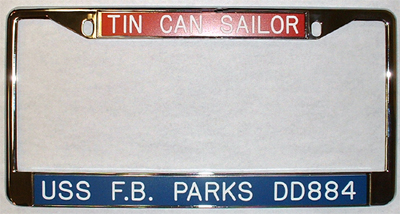 TIN CAN SAILOR
USS F.B. PARKS DD884